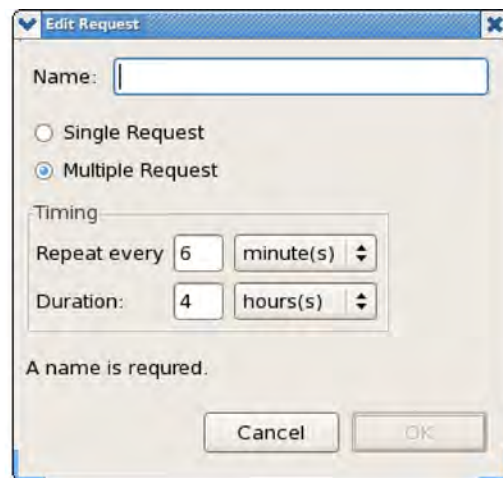 Edit Request
Name:
Single Request
Multiple Request
Timing
Repeat every 6 minute(s)
Duration: 4 hours(s)
A name is requred.
Cancel OK